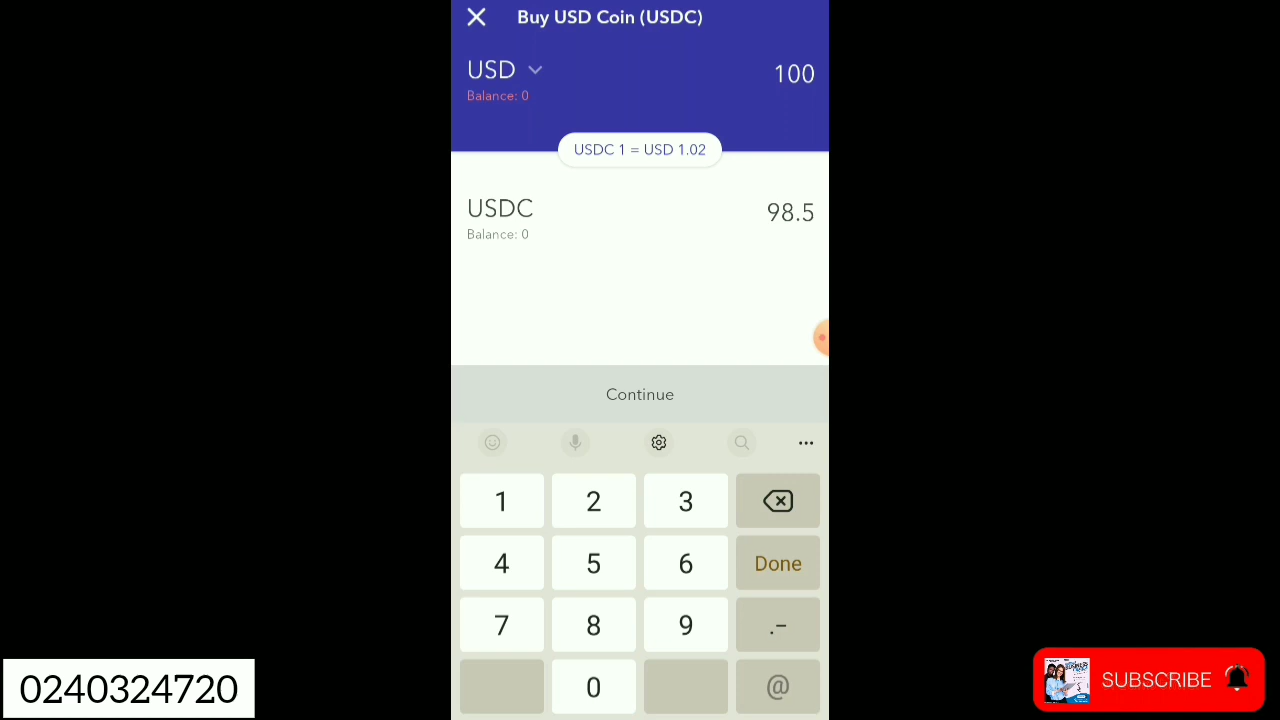 Buy USD Coin (USDC)
USD 100
Balance: 0
USDC 1 = USD 1.02
USDC 98.5
Balance: 0
Continue
1 2 3
4 5 6 Done
7 8 9 .-
0 @
0240324720
SUBSCRIBE